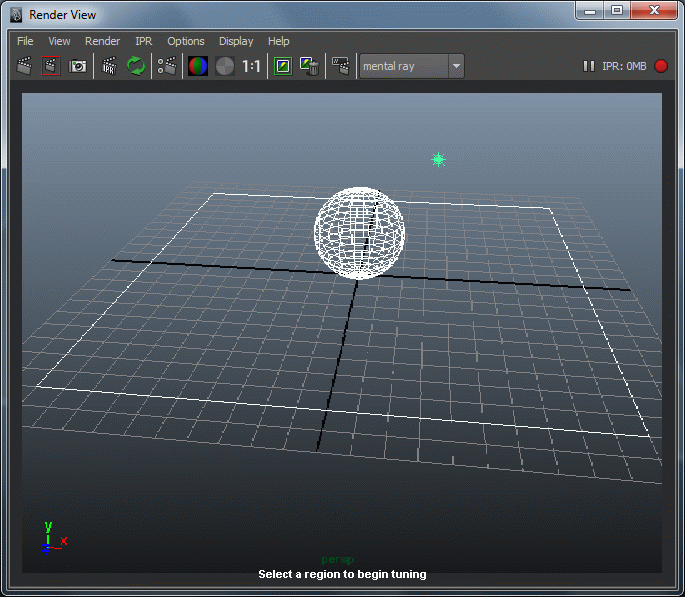 Render View
File View Render IPR Options Display Help
IPR 1:1 mental ray IPR: 0MB
y
x
persp
Select a region to begin tuning